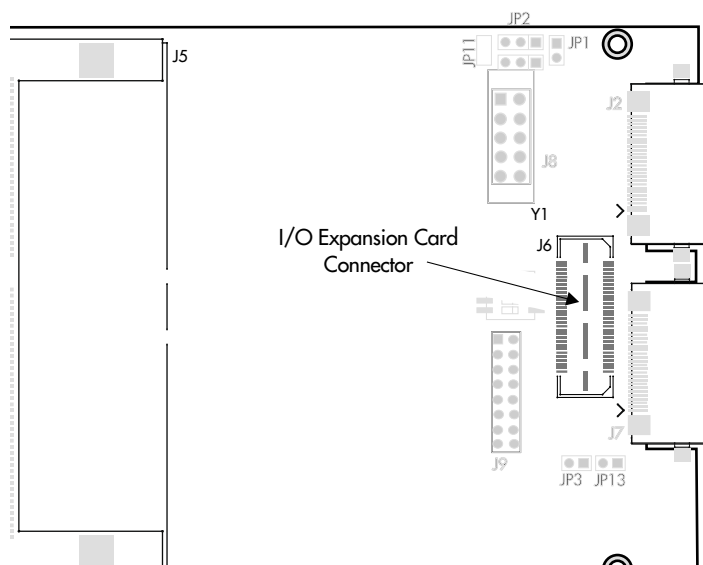 JP2
J5
JP11
JP1
J2
J8
Y1
I/O Expansion Card
Connector
J6
J7
J9
JP3
JP13